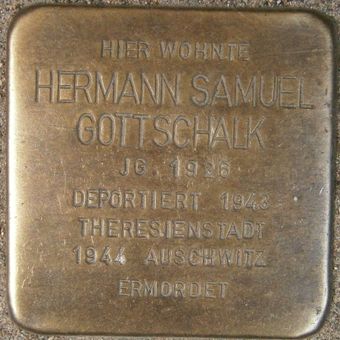 HIER WOHNTE
HERMANN SAMUEL
GOTTSCHALK
JG. 1926
DEPORTIERT 1943
THERESIENSTADT
1944 AUSCHWITZ
ERMORDET